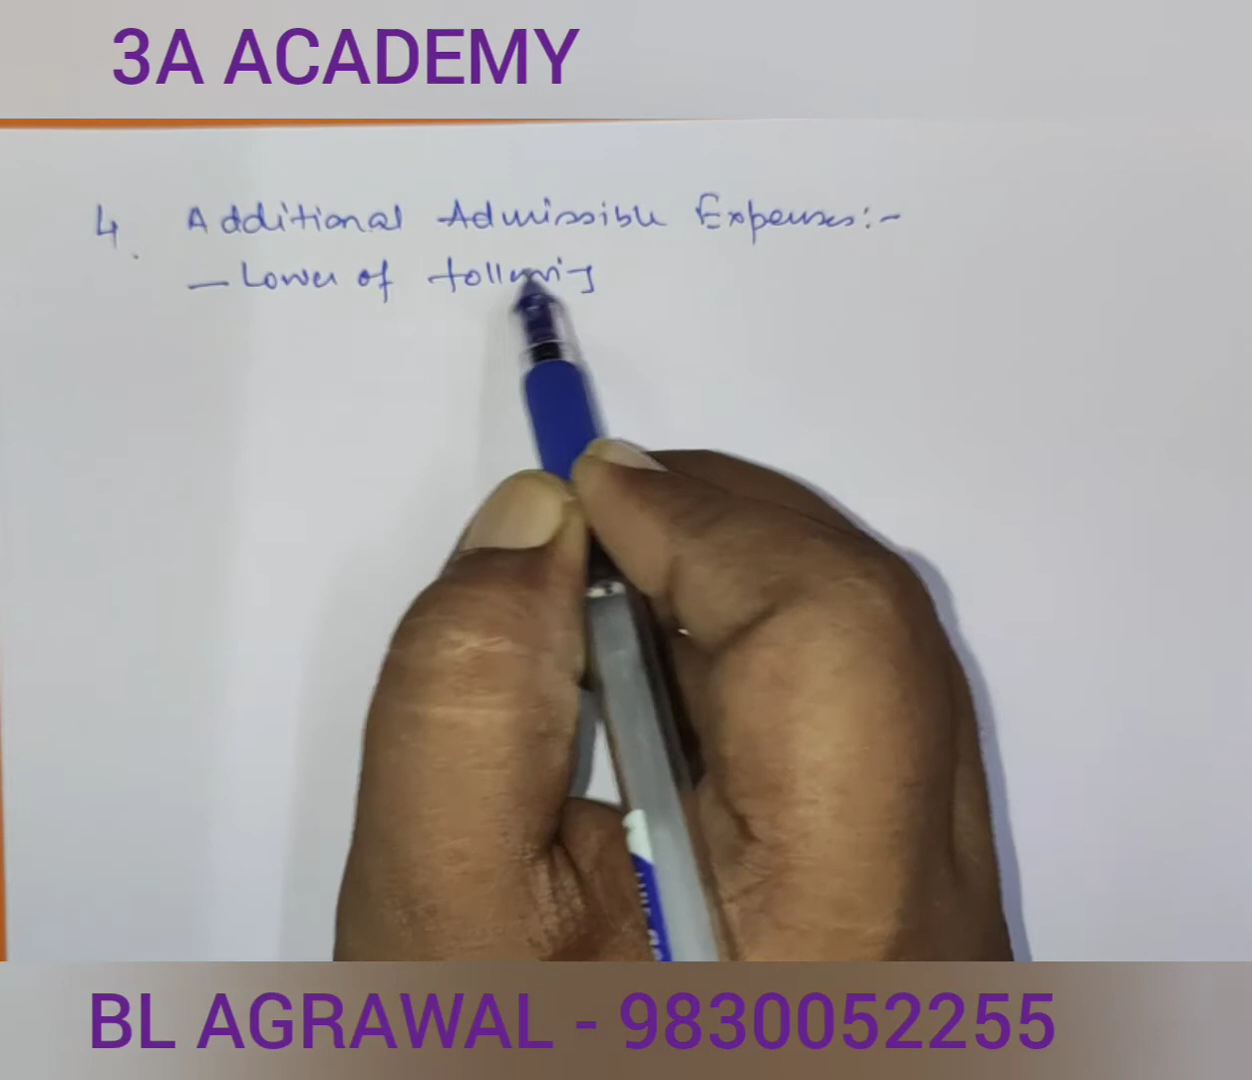 3A ACADEMY
4. Additional Admissible Expenses:-
— Lower of following
BL AGRAWAL - 9830052255